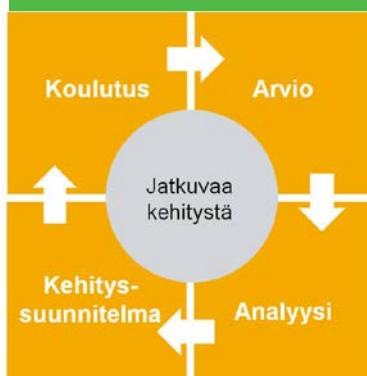 Koulutus
Arvio
Jatkuvaa
kehitystä
Kehitys-
suunnitelma
Analyysi